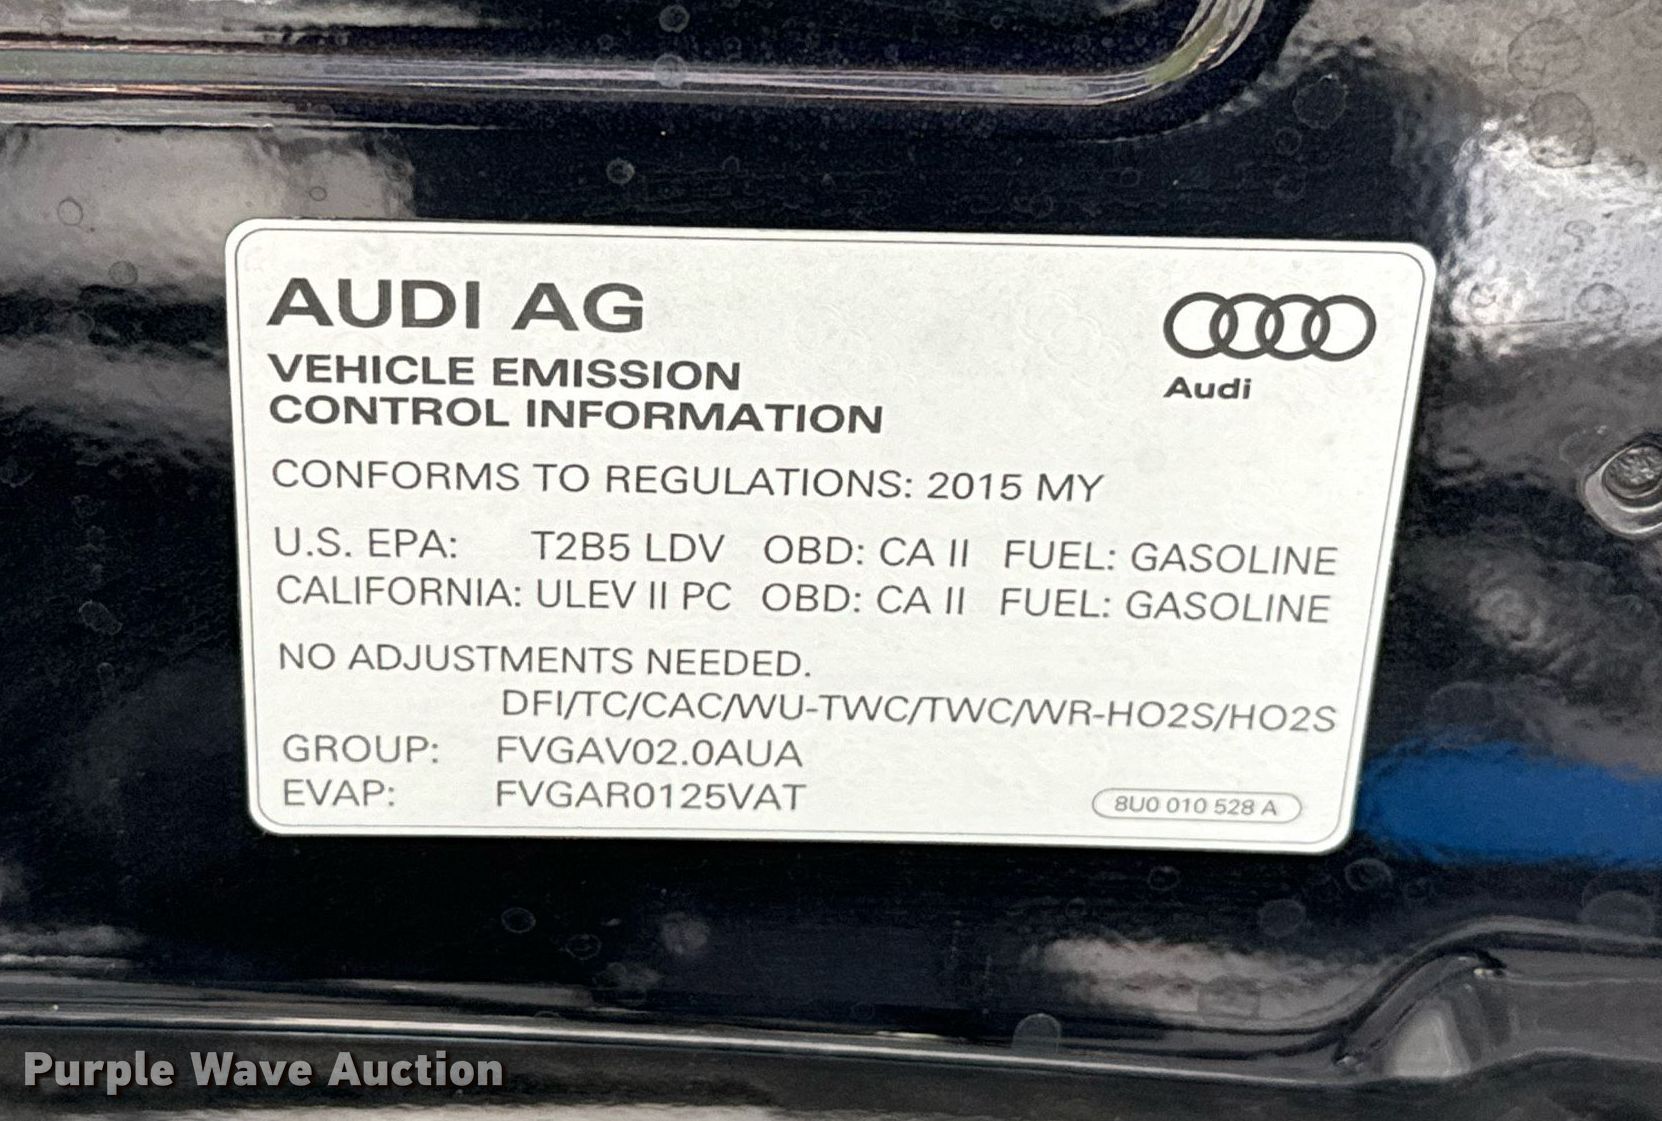 AUDI AG
Audi
VEHICLE EMISSION
CONTROL INFORMATION
CONFORMS TO REGULATIONS: 2015 MY
U.S. EPA: T2B5 LDV OBD: CA II FUEL: GASOLINE
CALIFORNIA: ULEV II PC OBD: CA II FUEL: GASOLINE
NO ADJUSTMENTS NEEDED.
DFI/TC/CAC/WU-TWC/TWC/WR-HO2S/HO2S
GROUP: FVGAV02.0AUA
EVAP: FVGAR0125VAT
8U0 010 528 A
Purple Wave Auction